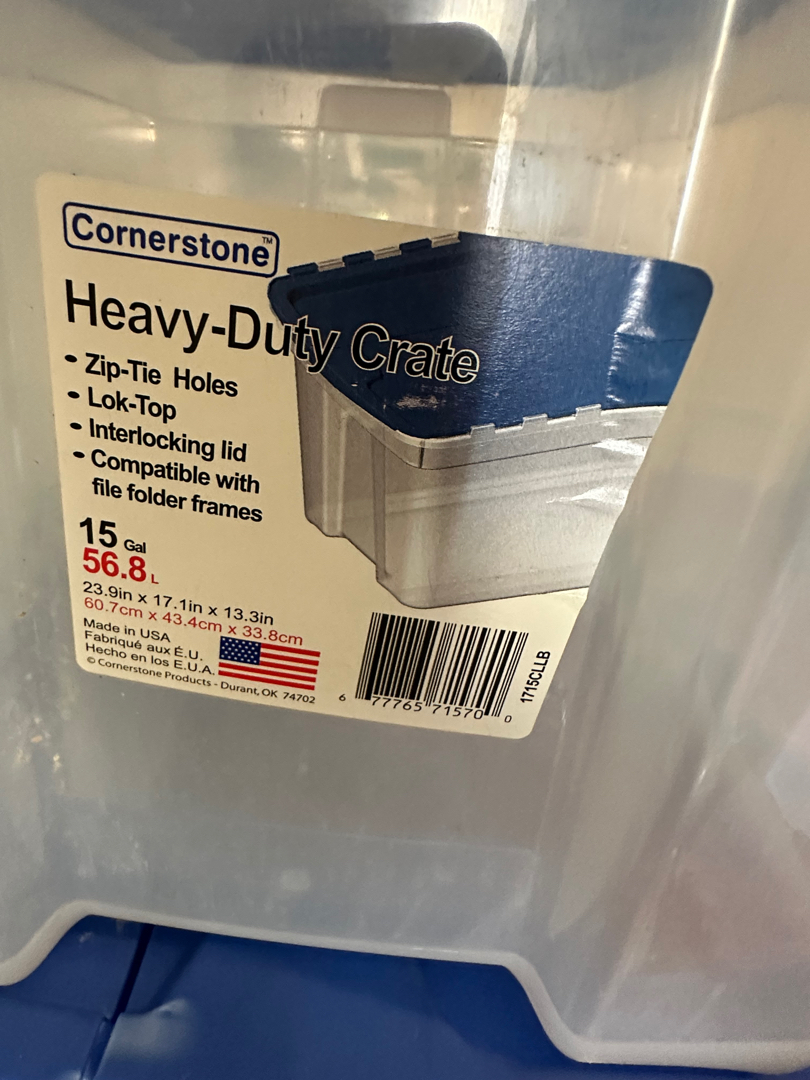 Cornerstone™
Heavy-Duty Crate
• Zip-Tie Holes
• Lok-Top
• Interlocking lid
• Compatible with
file folder frames
15 Gal
56.8 L
23.9in x 17.1in x 13.3in
60.7cm x 43.4cm x 33.8cm
Made in USA
Fabriqué aux É.U.
Hecho en los E.U.A.
© Cornerstone Products - Durant, OK 74702
6 77765 71570 0
1715CLLB